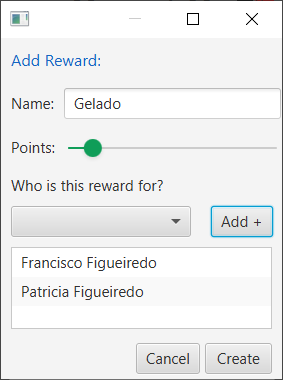 Add Reward:
Name: Gelado
Points:
Who is this reward for?
Add +
Francisco Figueiredo
Patricia Figueiredo
Cancel Create